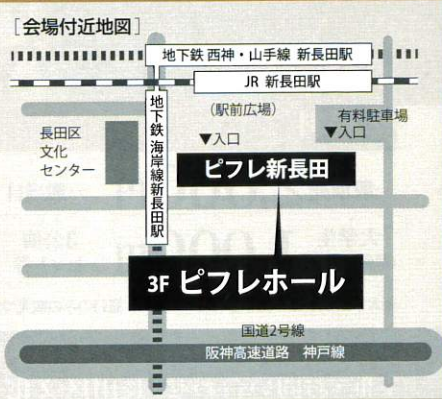 [会場付近地図]
地下鉄 西神・山手線 新長田駅
JR 新長田駅
(駅前広場)
有料駐車場
▼入口
▼入口
長田区
文化
センター
地下鉄 海岸線新長田駅
ピフレ新長田
3F ピフレホール
国道2号線
阪神高速道路 神戸線